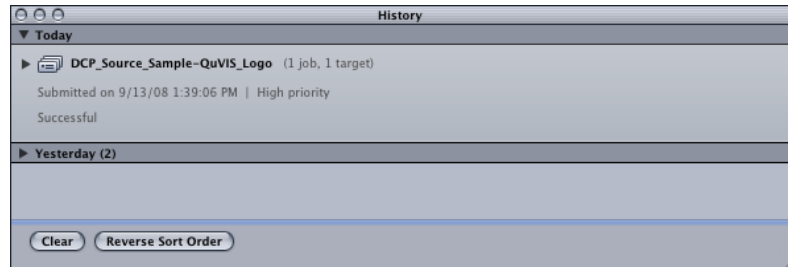 History
Today
DCP_Source_Sample-QuVIS_Logo (1 job, 1 target)
Submitted on 9/13/08 1:39:06 PM | High priority
Successful
Yesterday (2)
Clear Reverse Sort Order